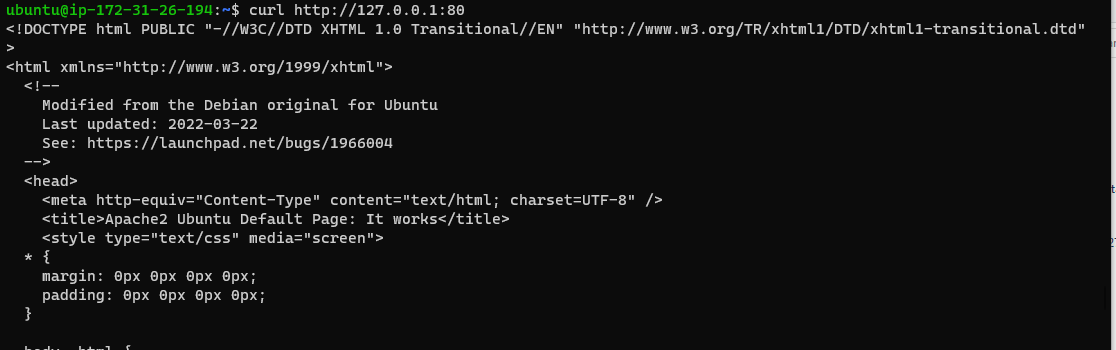 ubuntu@ip-172-31-26-194:~$ curl http://127.0.0.1:80
<!DOCTYPE html PUBLIC "-//W3C//DTD XHTML 1.0 Transitional//EN" "http://www.w3.org/TR/xhtml1/DTD/xhtml1-transitional.dtd"
>
<html xmlns="http://www.w3.org/1999/xhtml">
  <!--
    Modified from the Debian original for Ubuntu
    Last updated: 2022-03-22
    See: https://launchpad.net/bugs/1966004
  -->
  <head>
    <meta http-equiv="Content-Type" content="text/html; charset=UTF-8" />
    <title>Apache2 Ubuntu Default Page: It works</title>
    <style type="text/css" media="screen">
  * {
    margin: 0px 0px 0px 0px;
    padding: 0px 0px 0px 0px;
  }
  body, html {